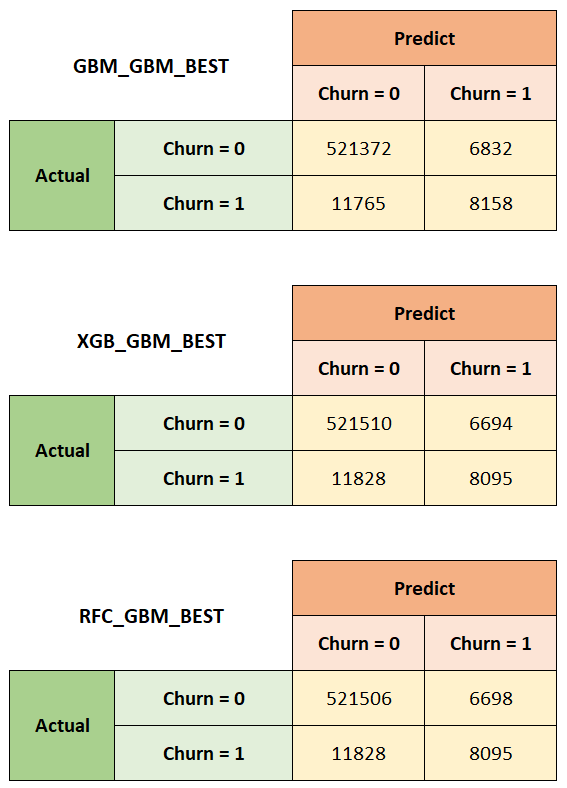 Predict
GBM_GBM_BEST
Churn = 0 Churn = 1
Churn = 0 521372 6832
Actual
Churn = 1 11765 8158
Predict
XGB_GBM_BEST
Churn = 0 Churn = 1
Churn = 0 521510 6694
Actual
Churn = 1 11828 8095
Predict
RFC_GBM_BEST
Churn = 0 Churn = 1
Churn = 0 521506 6698
Actual
Churn = 1 11828 8095